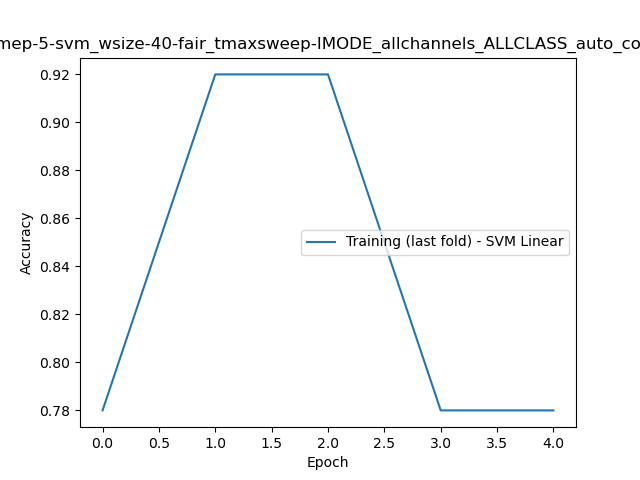 mep-5-svm_wsize-40-fair_tmaxsweep-IMODE_allchannels_ALLCLASS_auto_co
0.92
0.90
0.88
0.86
0.84
0.82
0.80
0.78
Accuracy
Training (last fold) - SVM Linear
0.0 0.5 1.0 1.5 2.0 2.5 3.0 3.5 4.0
Epoch